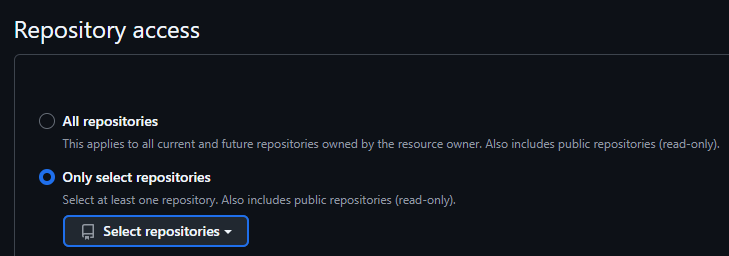 Repository access
All repositories
This applies to all current and future repositories owned by the resource owner. Also includes public repositories (read-only).
Only select repositories
Select at least one repository. Also includes public repositories (read-only).
Select repositories